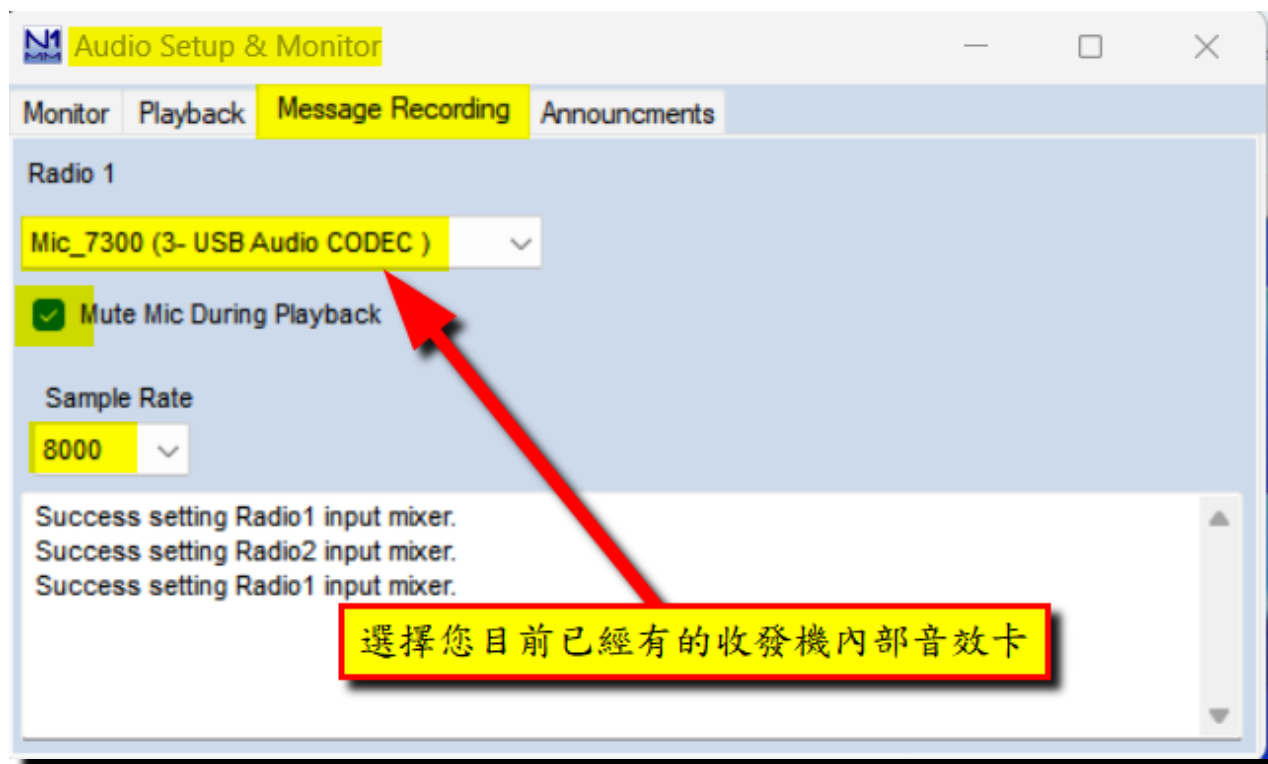 N1
MM
Audio Setup & Monitor
Monitor Playback Message Recording Announcments
Radio 1
Mic_7300 (3- USB Audio CODEC )
Mute Mic During Playback
Sample Rate
8000
Success setting Radio1 input mixer.
Success setting Radio2 input mixer.
Success setting Radio1 input mixer.
選擇您目前已經有的收發機內部音效卡